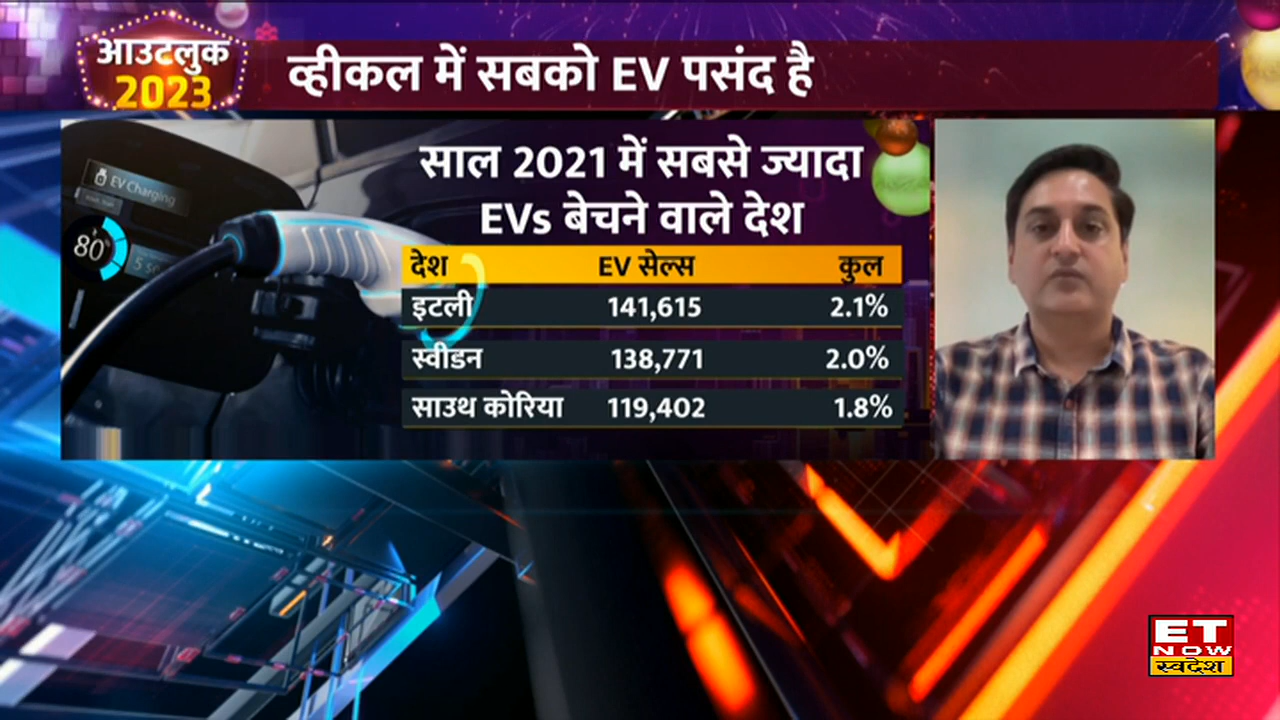 आउटलुक
2023
व्हीकल में सबको EV पसंद है
साल 2021 में सबसे ज्यादा
EVs बेचने वाले देश
EV Charging
80%
देश EV सेल्स कुल
इटली 141,615 2.1%
स्वीडन 138,771 2.0%
साउथ कोरिया 119,402 1.8%
ET
NOW
स्वदेश